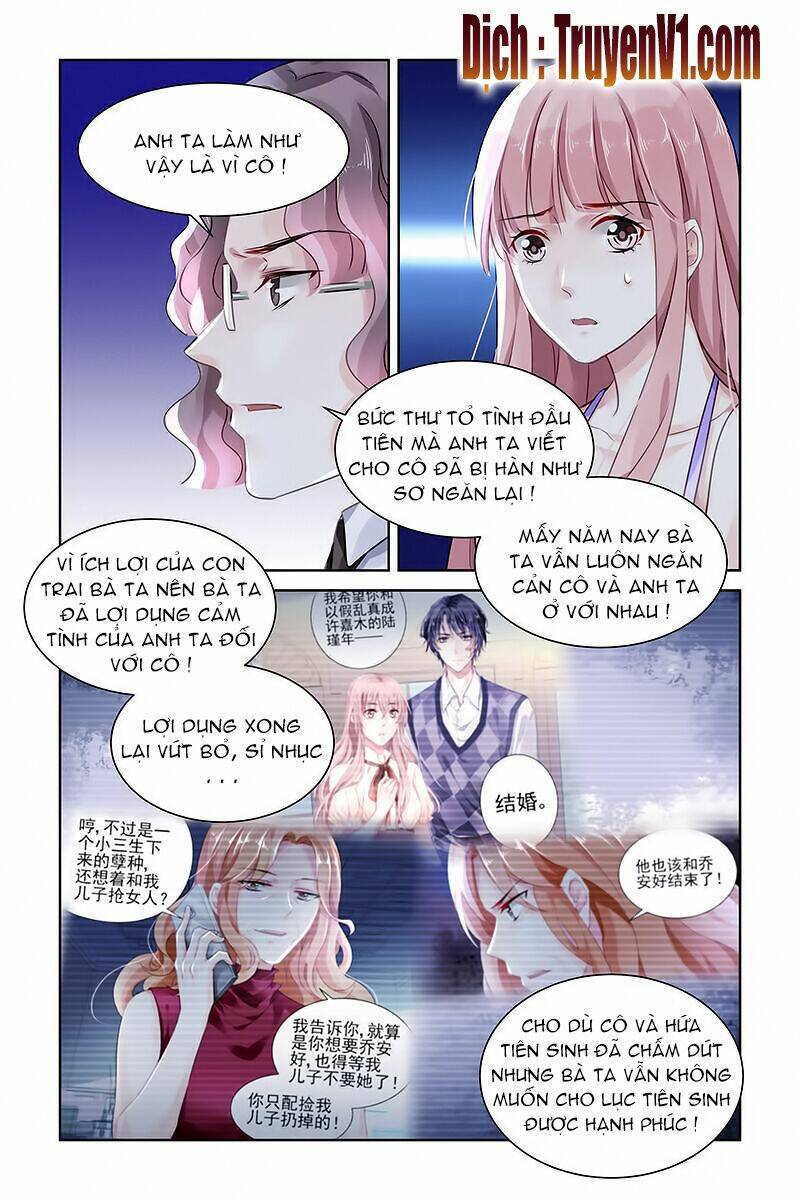 Dịch : TruyenV1.com
ANH TA LÀM NHƯ
VẬY LÀ VÌ CÔ !
BỨC THƯ TỎ TÌNH ĐẦU
TIÊN MÀ ANH TA VIẾT
CHO CÔ ĐÃ BỊ HÀN NHƯ
SƠ NGĂN LẠI !
MẤY NĂM NAY BÀ
TA VẪN LUÔN NGĂN
CẢN CÔ VÀ ANH TA
Ở VỚI NHAU !
VÌ ÍCH LỢI CỦA CON
TRAI BÀ TA NÊN BÀ TA
ĐÃ LỢI DỤNG CẢM
TÌNH CỦA ANH TA ĐỐI
VỚI CÔ !
LỢI DỤNG XONG
LẠI VỨT BỎ, SỈ NHỤC
. . .
我希望你和
以假乱真成
许嘉木的陆
瑾年——
结婚。
哼,不过是一
个小三生下
来的孽种,
还想着和我
儿子抢女人?
他也该和乔
安好结束了!
我告诉你,就算
是你想要乔安
好,也得等我
儿子不要她了!
你只配捡我
儿子扔掉的!
CHO DÙ CÔ VÀ HỨA
TIÊN SINH ĐÃ CHẤM DỨT
NHƯNG BÀ TA VẪN KHÔNG
MUỐN CHO LỤC TIÊN SINH
ĐƯỢC HẠNH PHÚC !